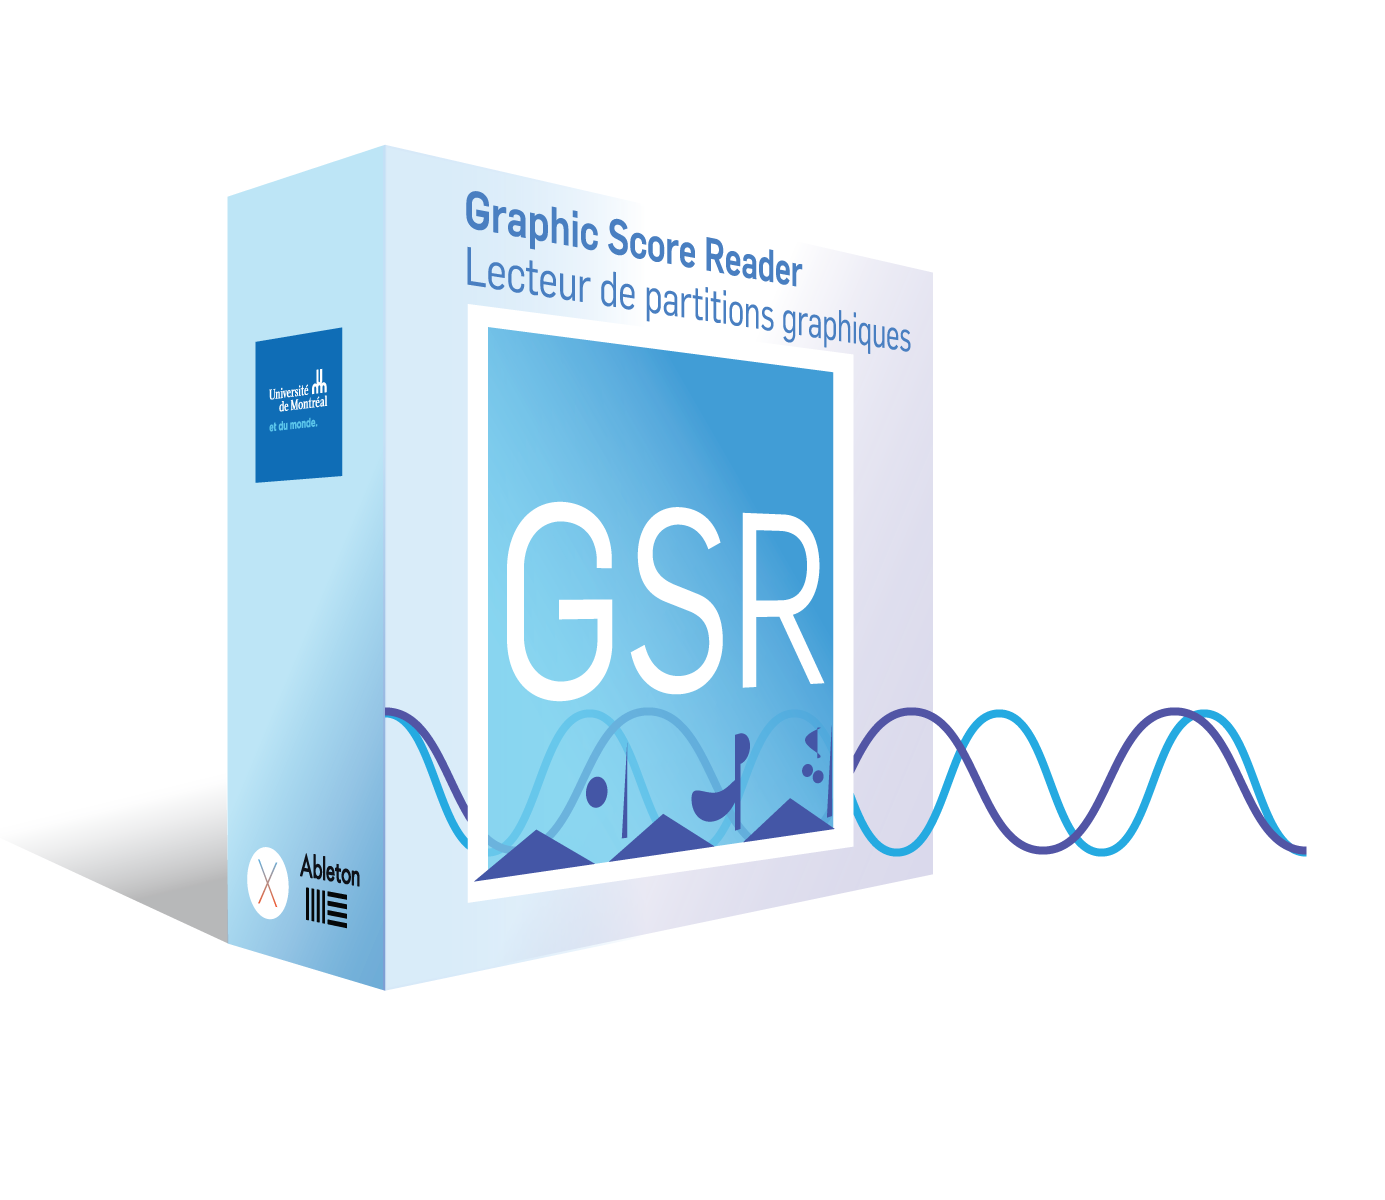 Graphic Score Reader
Lecteur de partitions graphiques
GSR
Université
de Montréal
et du monde.
Ableton